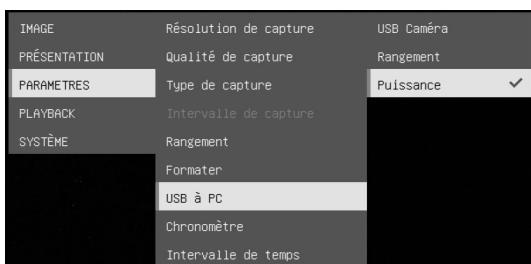 IMAGE
PRÉSENTATION
PARAMETRES
PLAYBACK
SYSTÈME
Résolution de capture
Qualité de capture
Type de capture
Intervalle de capture
Rangement
Formater
USB à PC
Chronomètre
Intervalle de temps
USB Caméra
Rangement
Puissance ✓